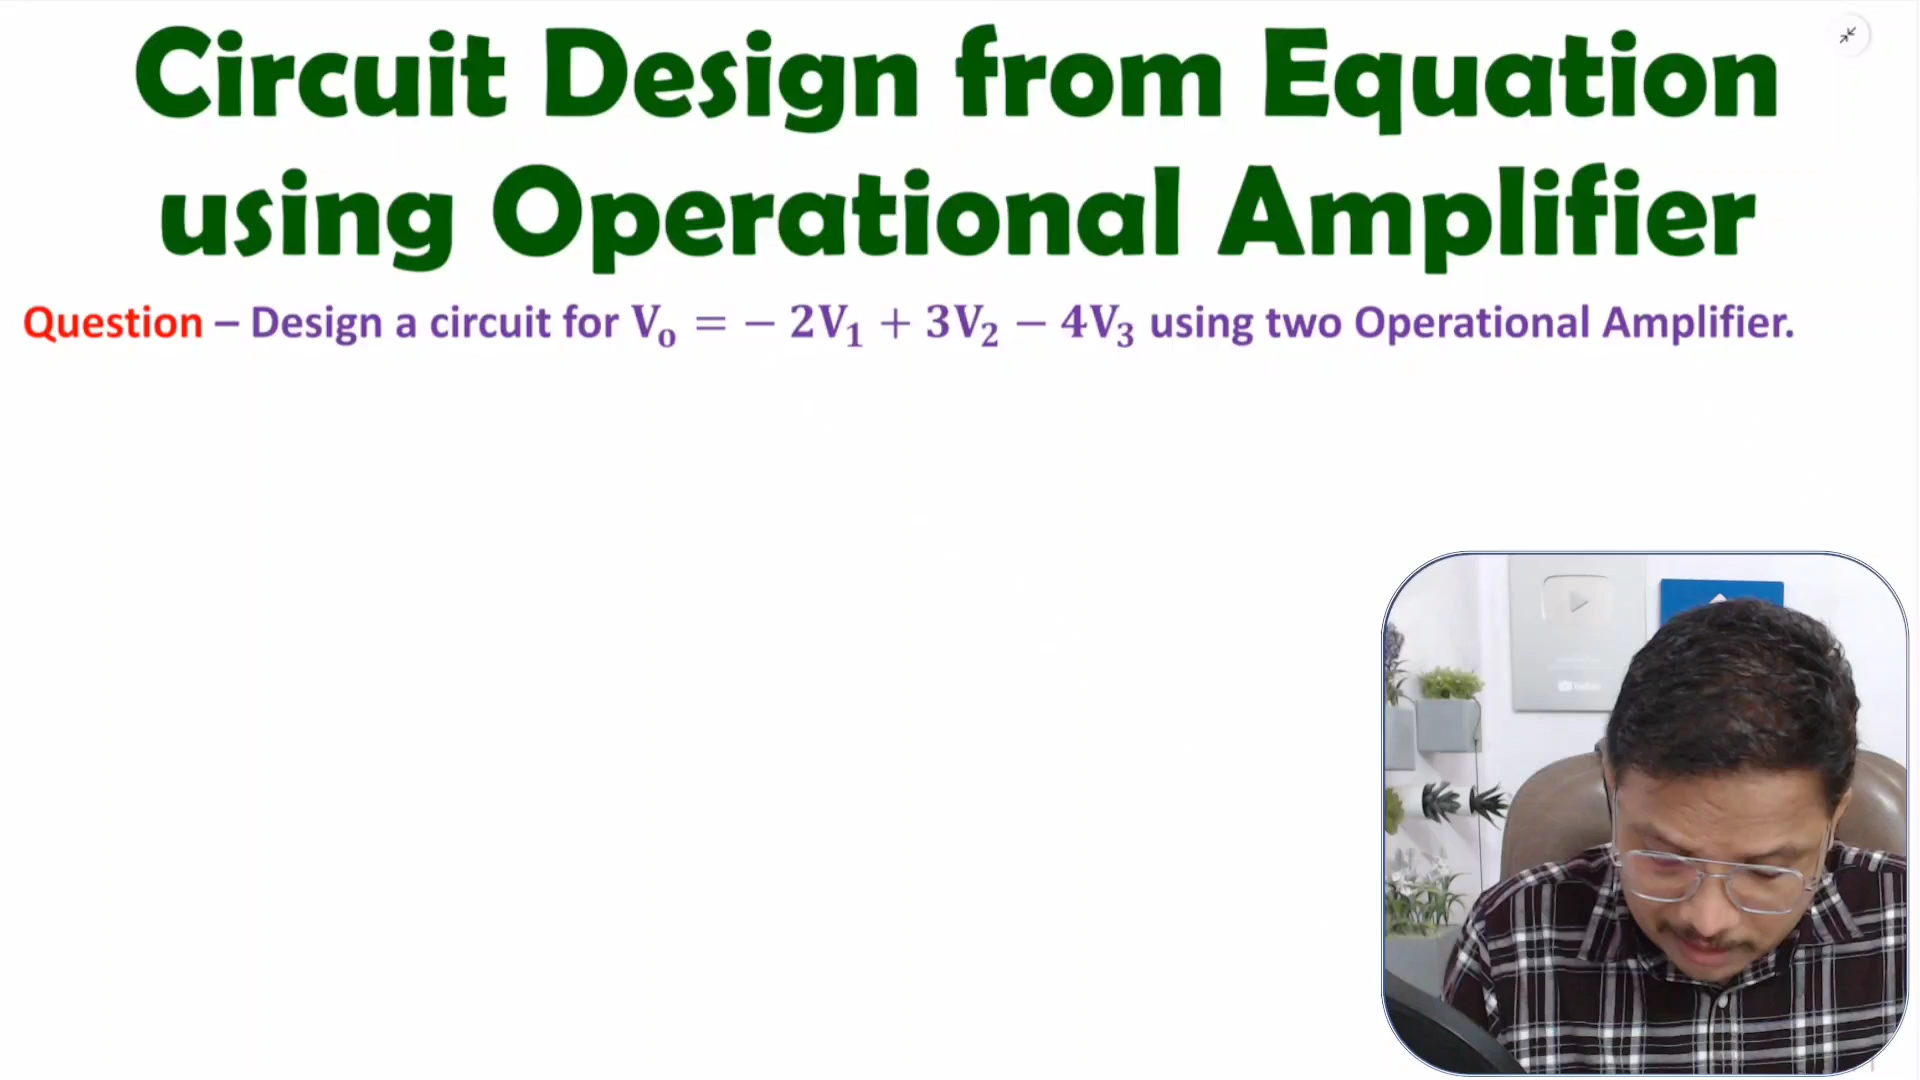 Circuit Design from Equation
using Operational Amplifier
Question – Design a circuit for V₀ = − 2V₁ + 3V₂ − 4V₃ using two Operational Amplifier.